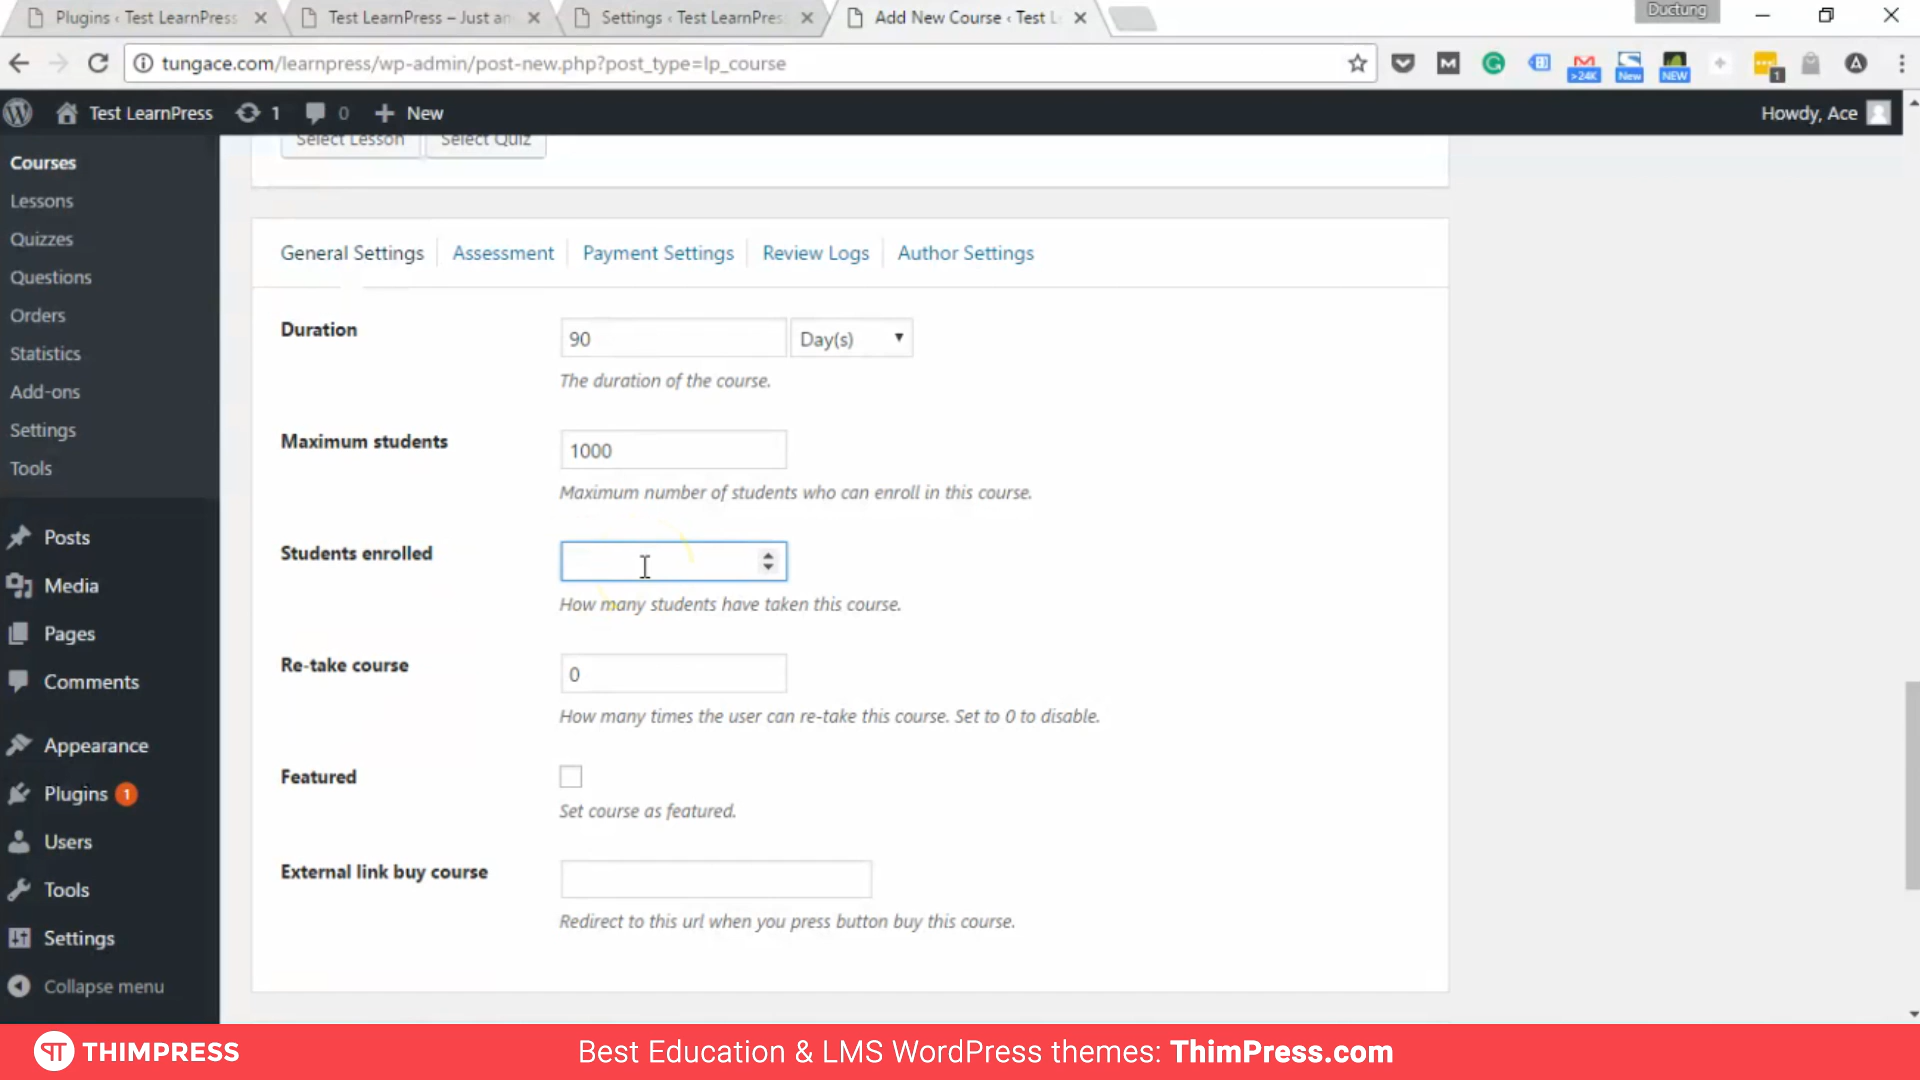 Plugins ‹ Test LearnPress
Test LearnPress – Just an
Settings ‹ Test LearnPress
Add New Course ‹ Test L
Ductung
tungace.com/learnpress/wp-admin/post-new.php?post_type=lp_course
>24K
New
NEW
1
Test LearnPress
1
0
New
Howdy, Ace
Select Lesson
Select Quiz
Courses
Lessons
Quizzes
Questions
Orders
Statistics
Add-ons
Settings
Tools
Posts
Media
Pages
Comments
Appearance
Plugins 1
Users
Tools
Settings
Collapse menu
General Settings
Assessment
Payment Settings
Review Logs
Author Settings
Duration
90
Day(s)
The duration of the course.
Maximum students
1000
Maximum number of students who can enroll in this course.
Students enrolled
How many students have taken this course.
Re-take course
0
How many times the user can re-take this course. Set to 0 to disable.
Featured
Set course as featured.
External link buy course
Redirect to this url when you press button buy this course.
THIMPRESS
Best Education & LMS WordPress themes: ThimPress.com